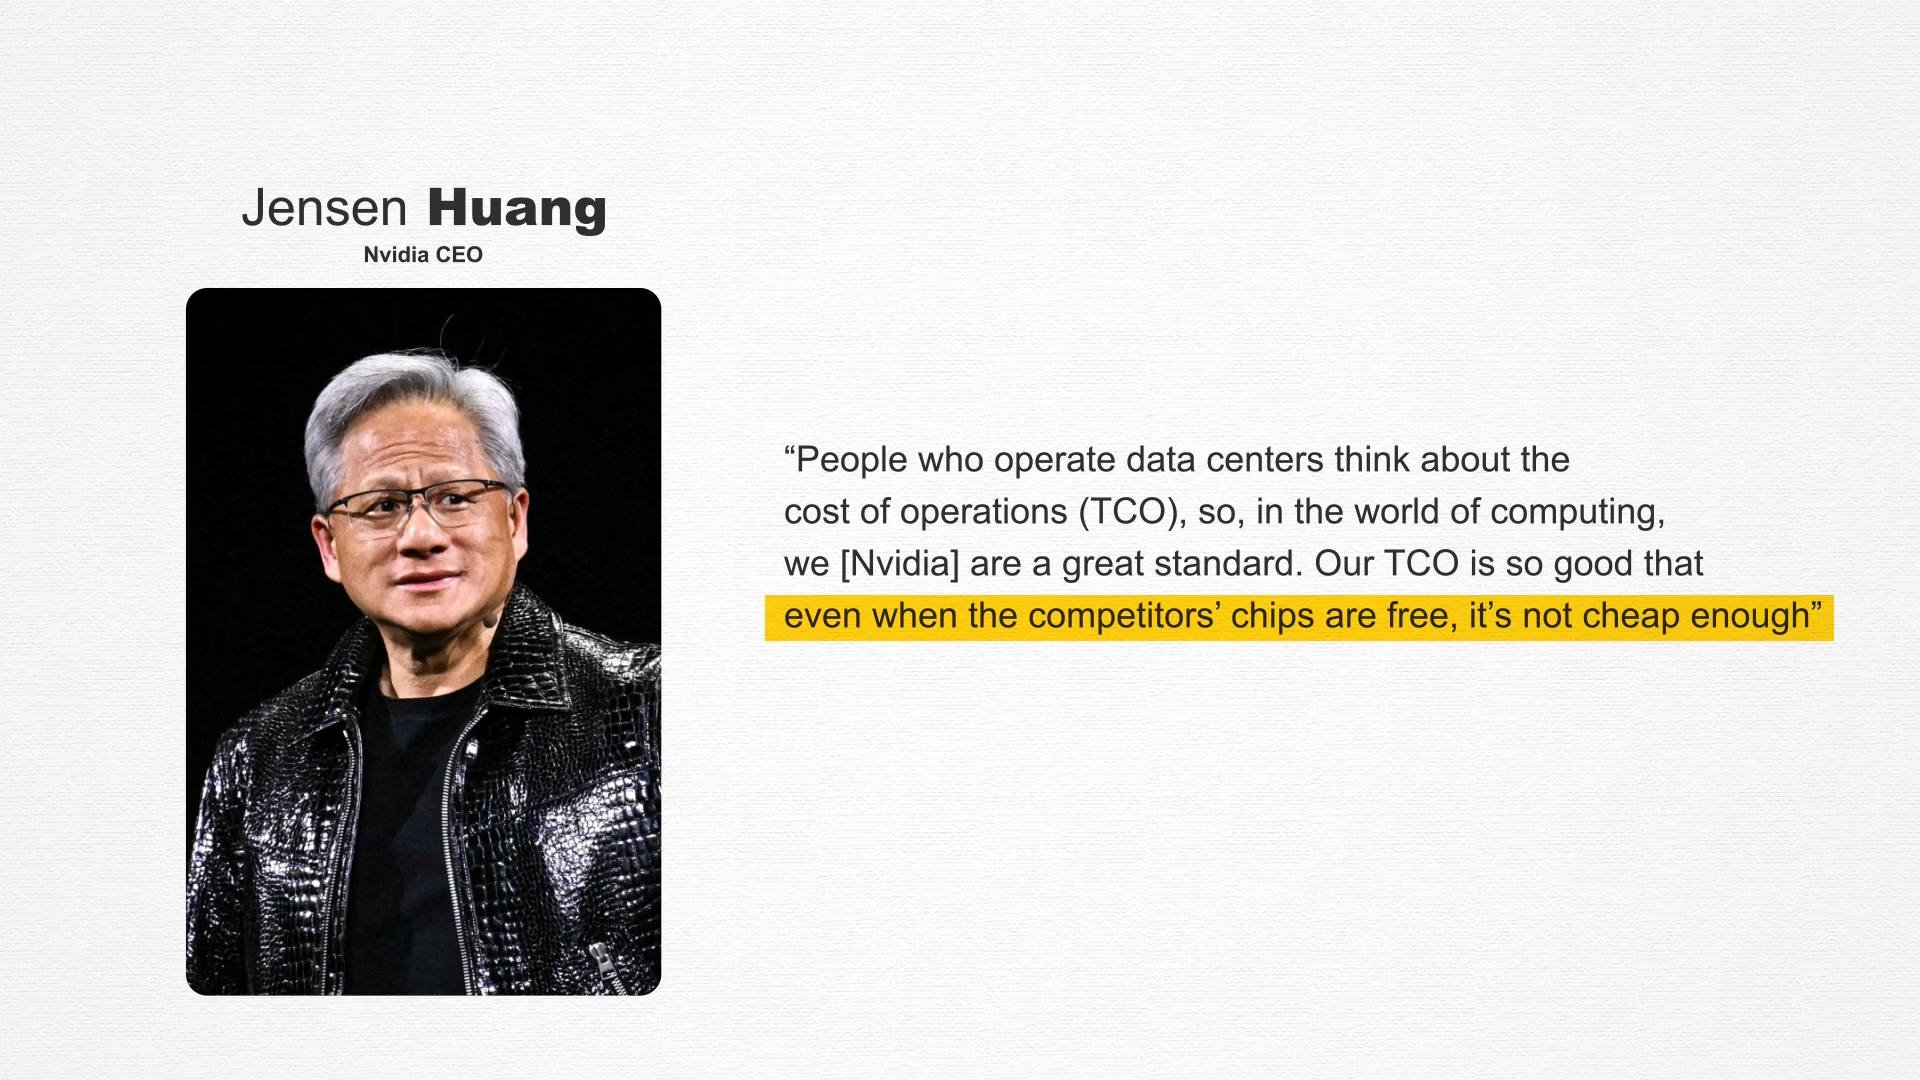 Jensen Huang
Nvidia CEO
“People who operate data centers think about the
cost of operations (TCO), so, in the world of computing,
we [Nvidia] are a great standard. Our TCO is so good that
even when the competitors’ chips are free, it’s not cheap enough”